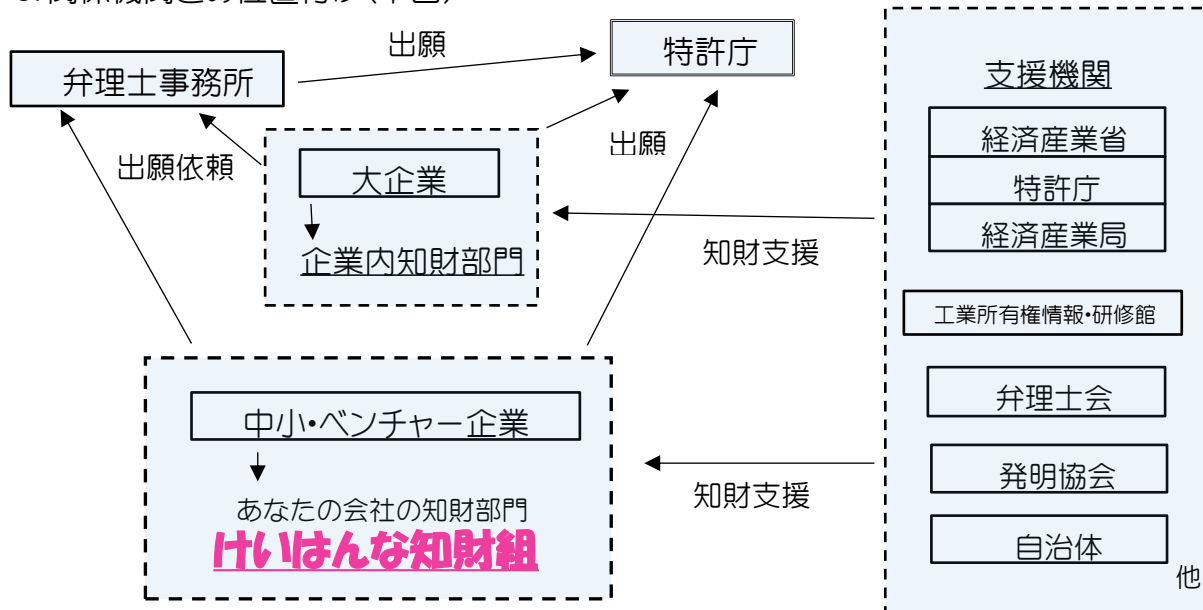 出願
特許庁
弁理士事務所
支援機関
経済産業省
出願
出願依頼
大企業
特許庁
経済産業局
企業内知財部門
知財支援
工業所有権情報・研修館
弁理士会
中小・ベンチャー企業
発明協会
知財支援
あなたの会社の知財部門
けいはんな知財組
自治体
他